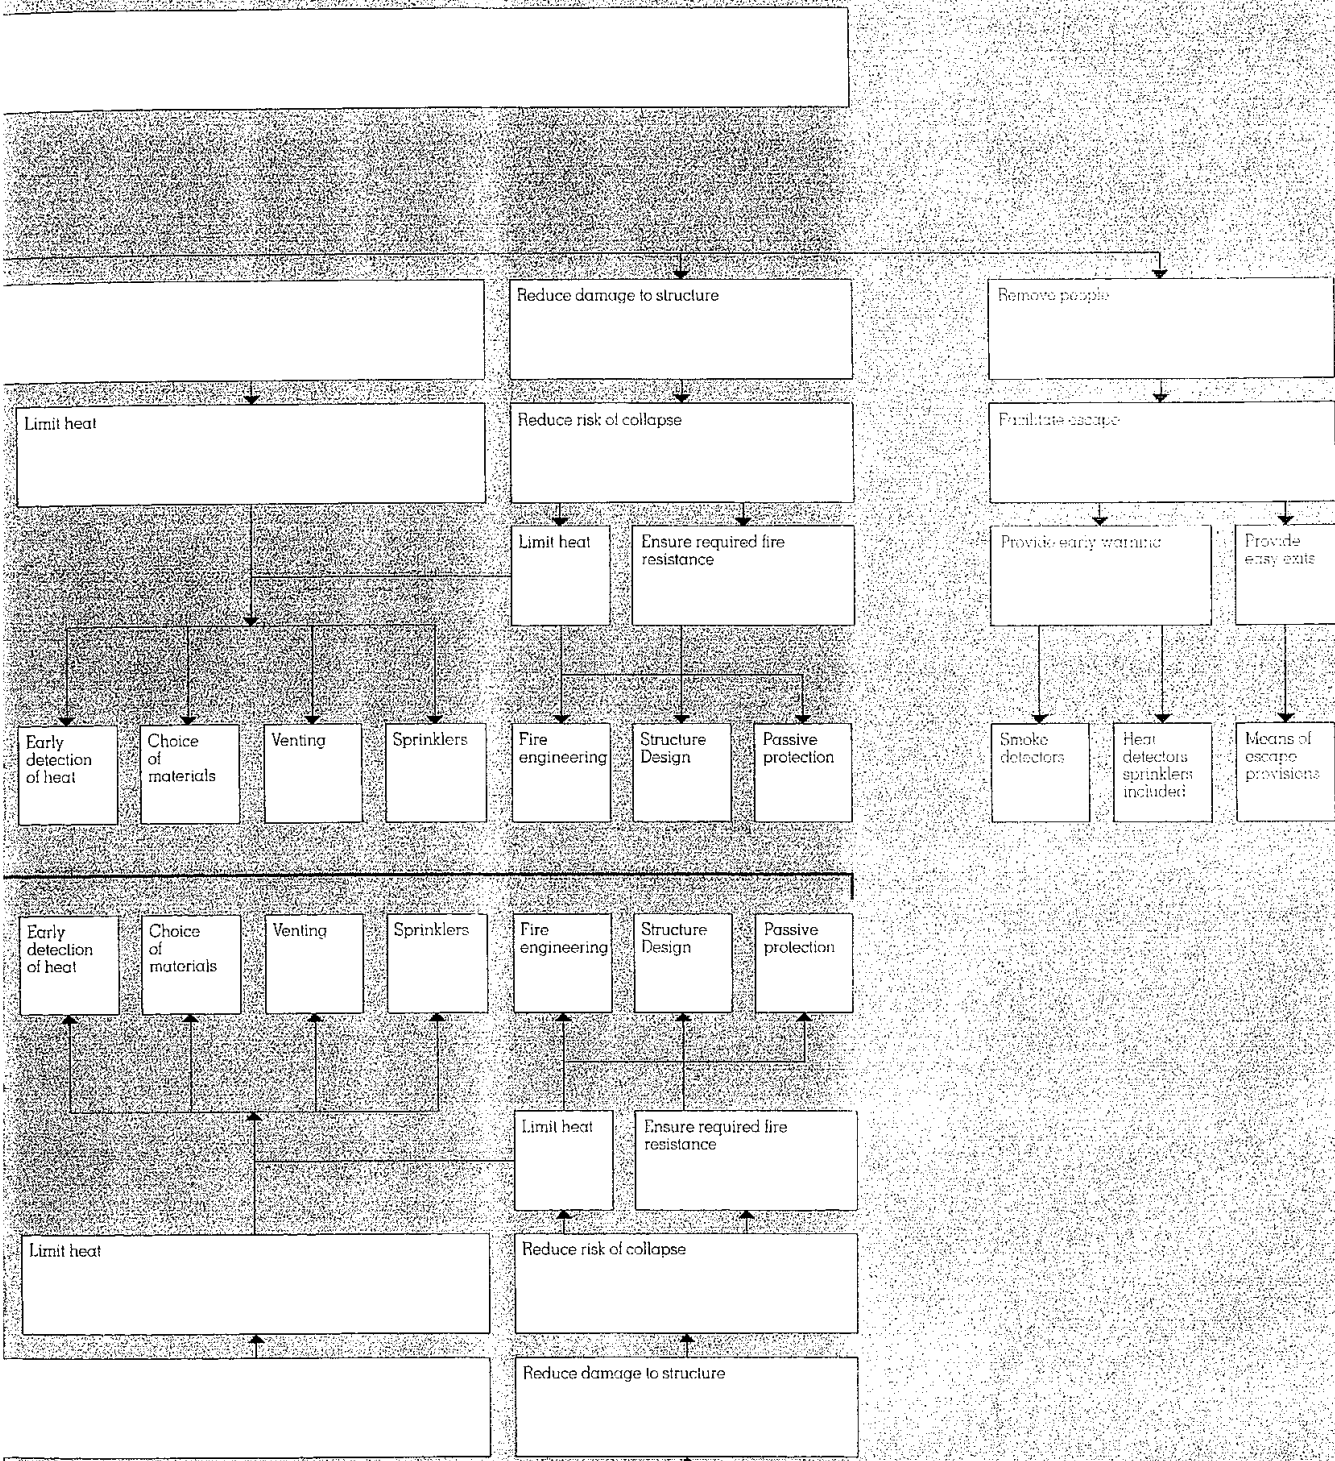 Reduce damage to structure
Remove people
Limit heat
Reduce risk of collapse
Facilitate escape
Limit heat
Ensure required fire
resistance
Provide early warning
Provide
easy exits
Early
detection
of heat
Choice
of
materials
Venting
Sprinklers
Fire
engineering
Structure
Design
Passive
protection
Smoke
detectors
Heat
detectors
sprinklers
included
Means of
escape
provisions
Early
detection
of heat
Choice
of
materials
Venting
Sprinklers
Fire
engineering
Structure
Design
Passive
protection
Limit heat
Ensure required fire
resistance
Limit heat
Reduce risk of collapse
Reduce damage to structure